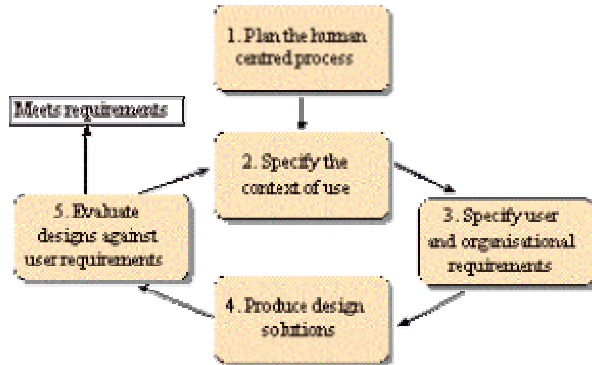 1. Plan the human
centred process
Meets requirements
2. Specify the
context of use
3. Specify user
and organisational
requirements
4. Produce design
solutions
5. Evaluate
designs against
user requirements